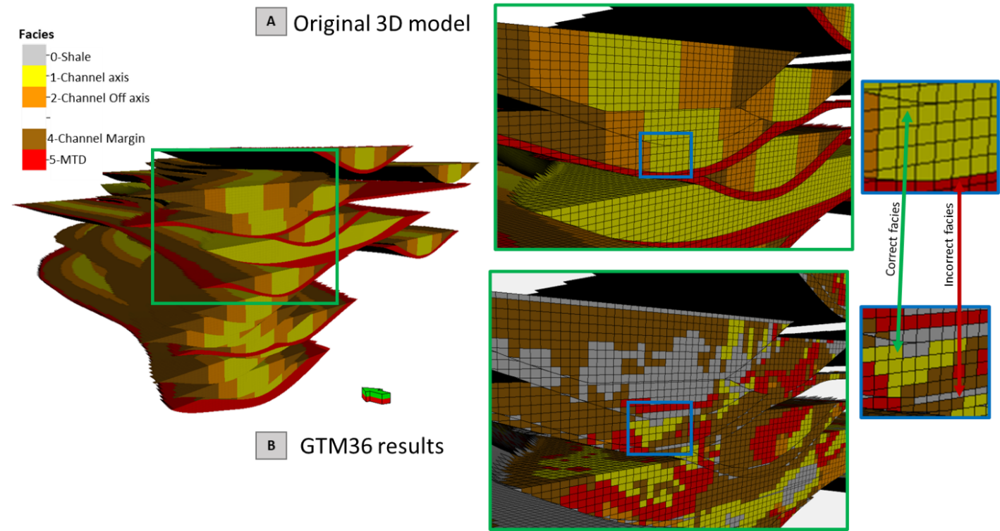 A Original 3D model
Facies
0-Shale
1-Channel axis
2-Channel Off axis
-
4-Channel Margin
5-MTD
Correct facies
Incorrect facies
B GTM36 results